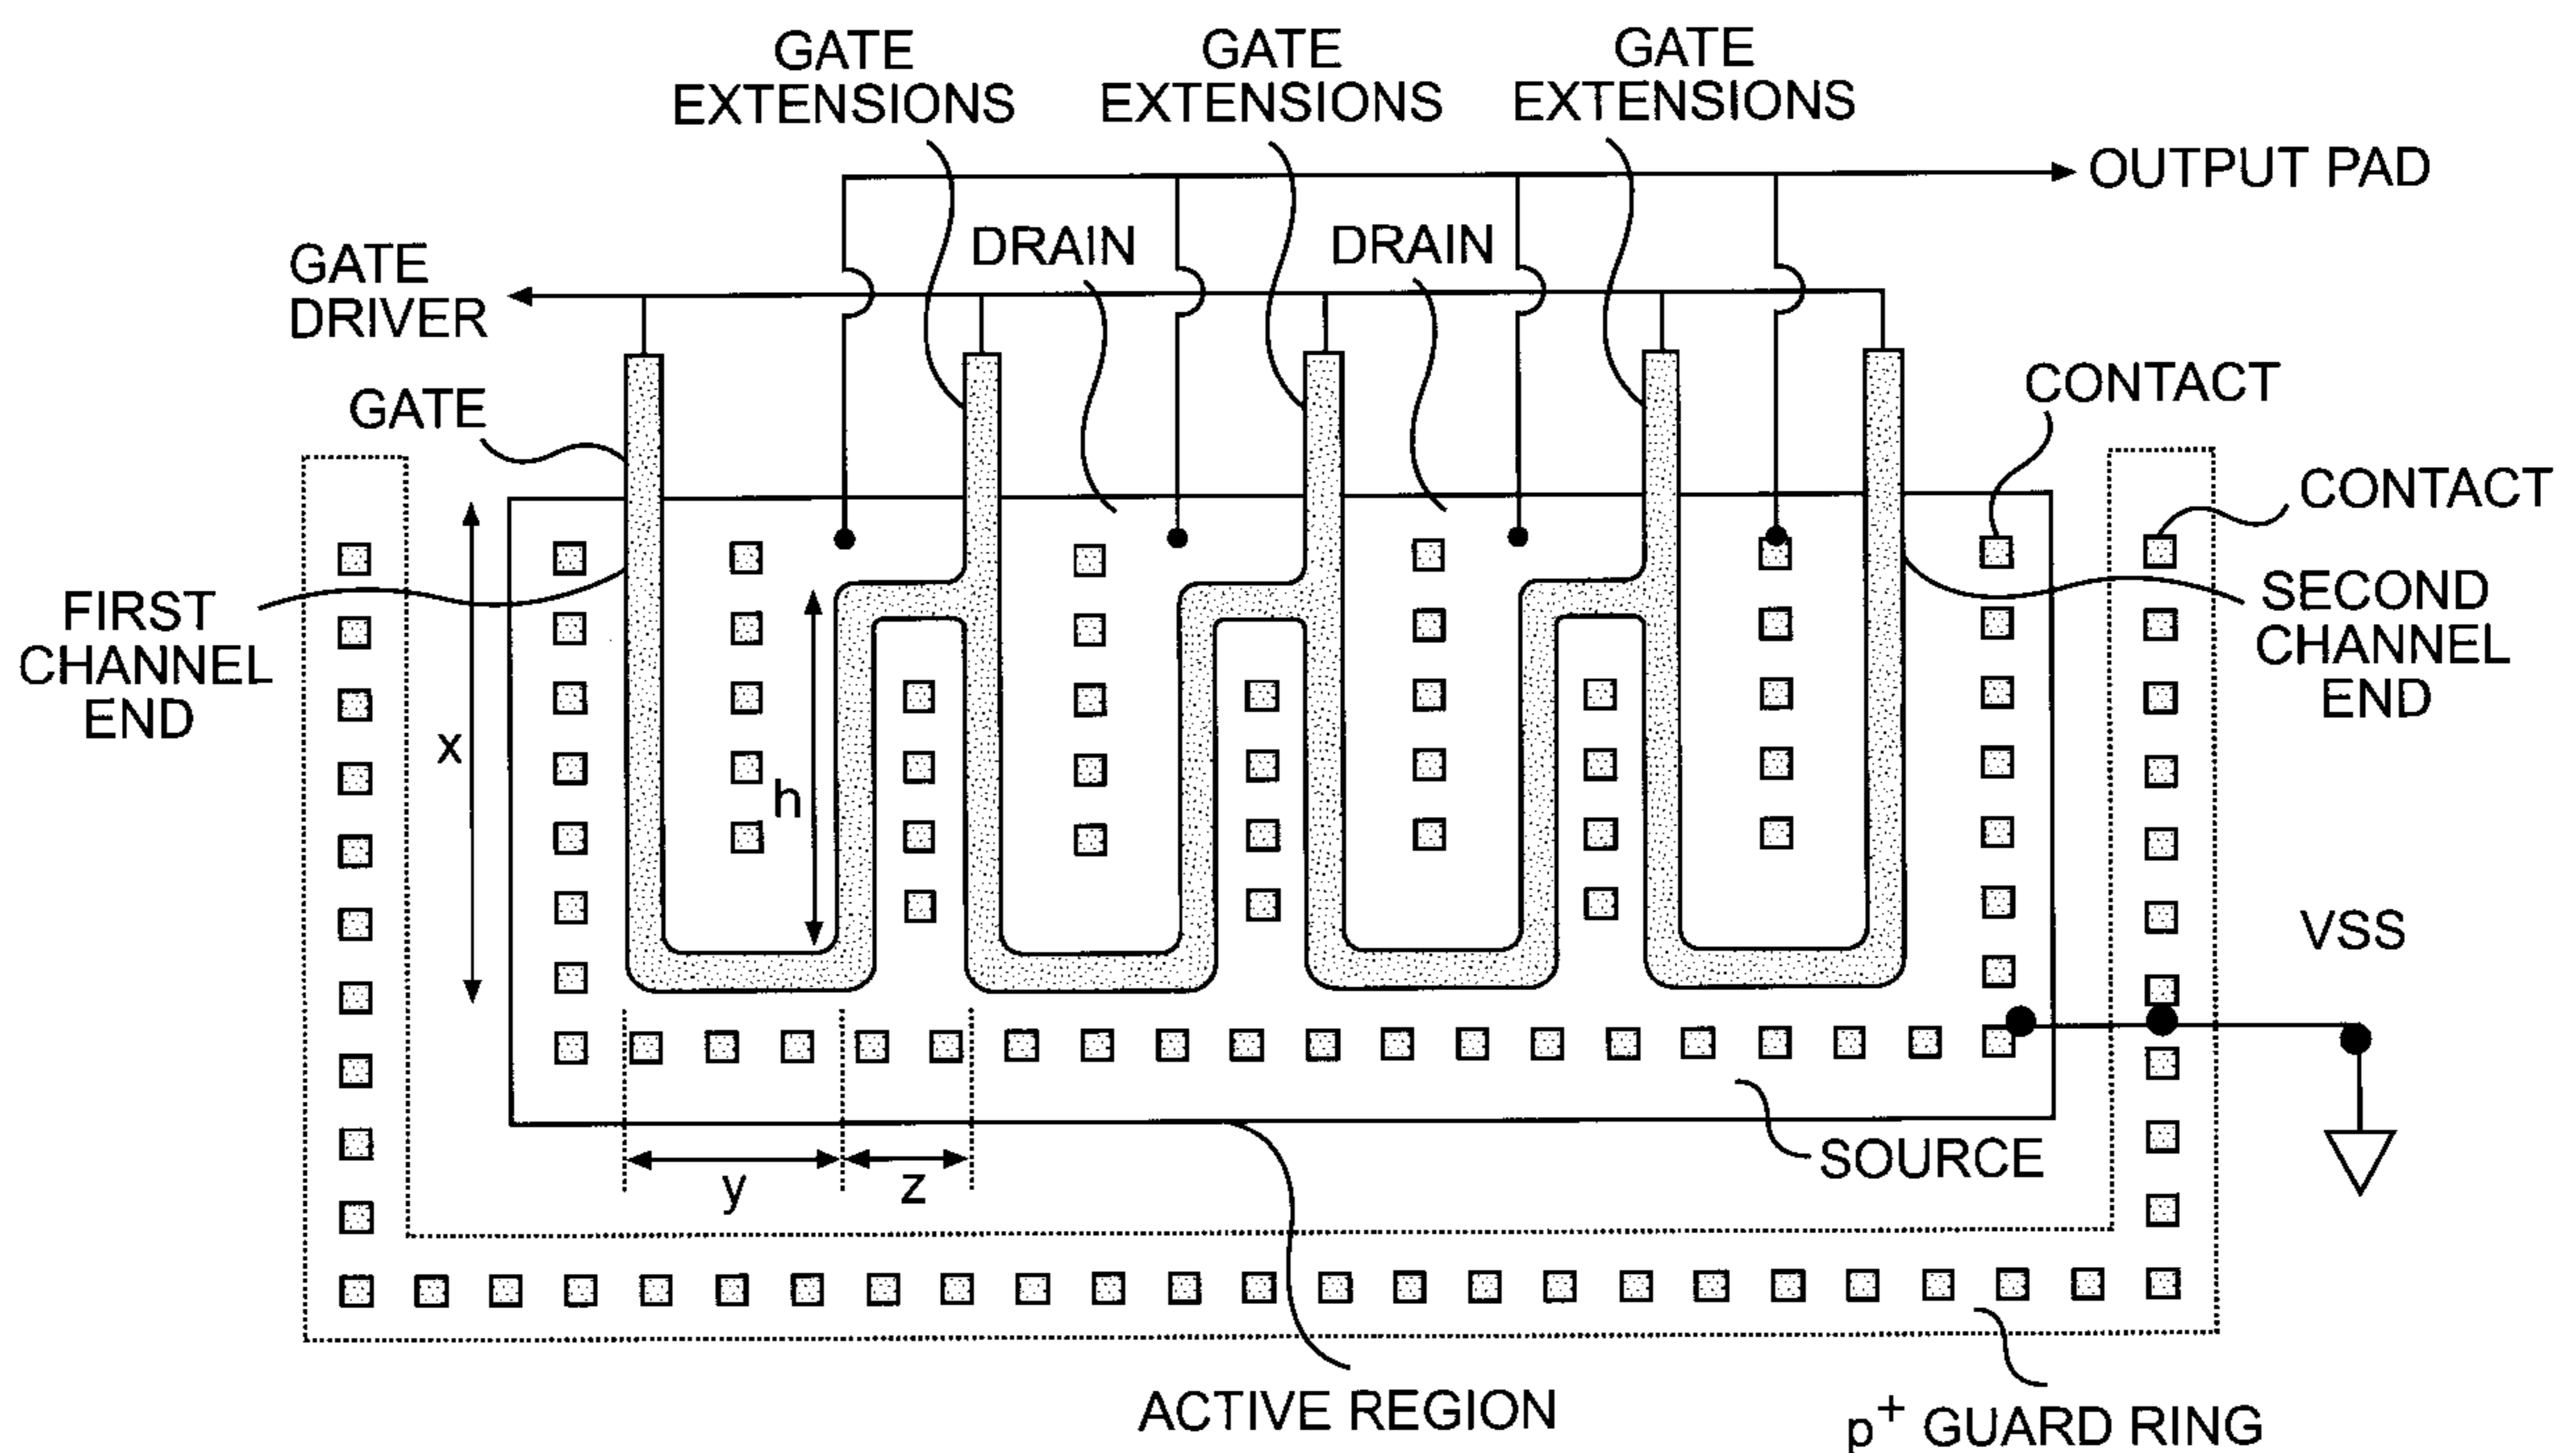 GATE
EXTENSIONS
GATE
EXTENSIONS
GATE
EXTENSIONS
OUTPUT PAD
DRAIN
DRAIN
GATE
DRIVER
GATE
CONTACT
CONTACT
FIRST
CHANNEL
END
SECOND
CHANNEL
END
x
h
VSS
y
z
SOURCE
ACTIVE REGION
p+ GUARD RING